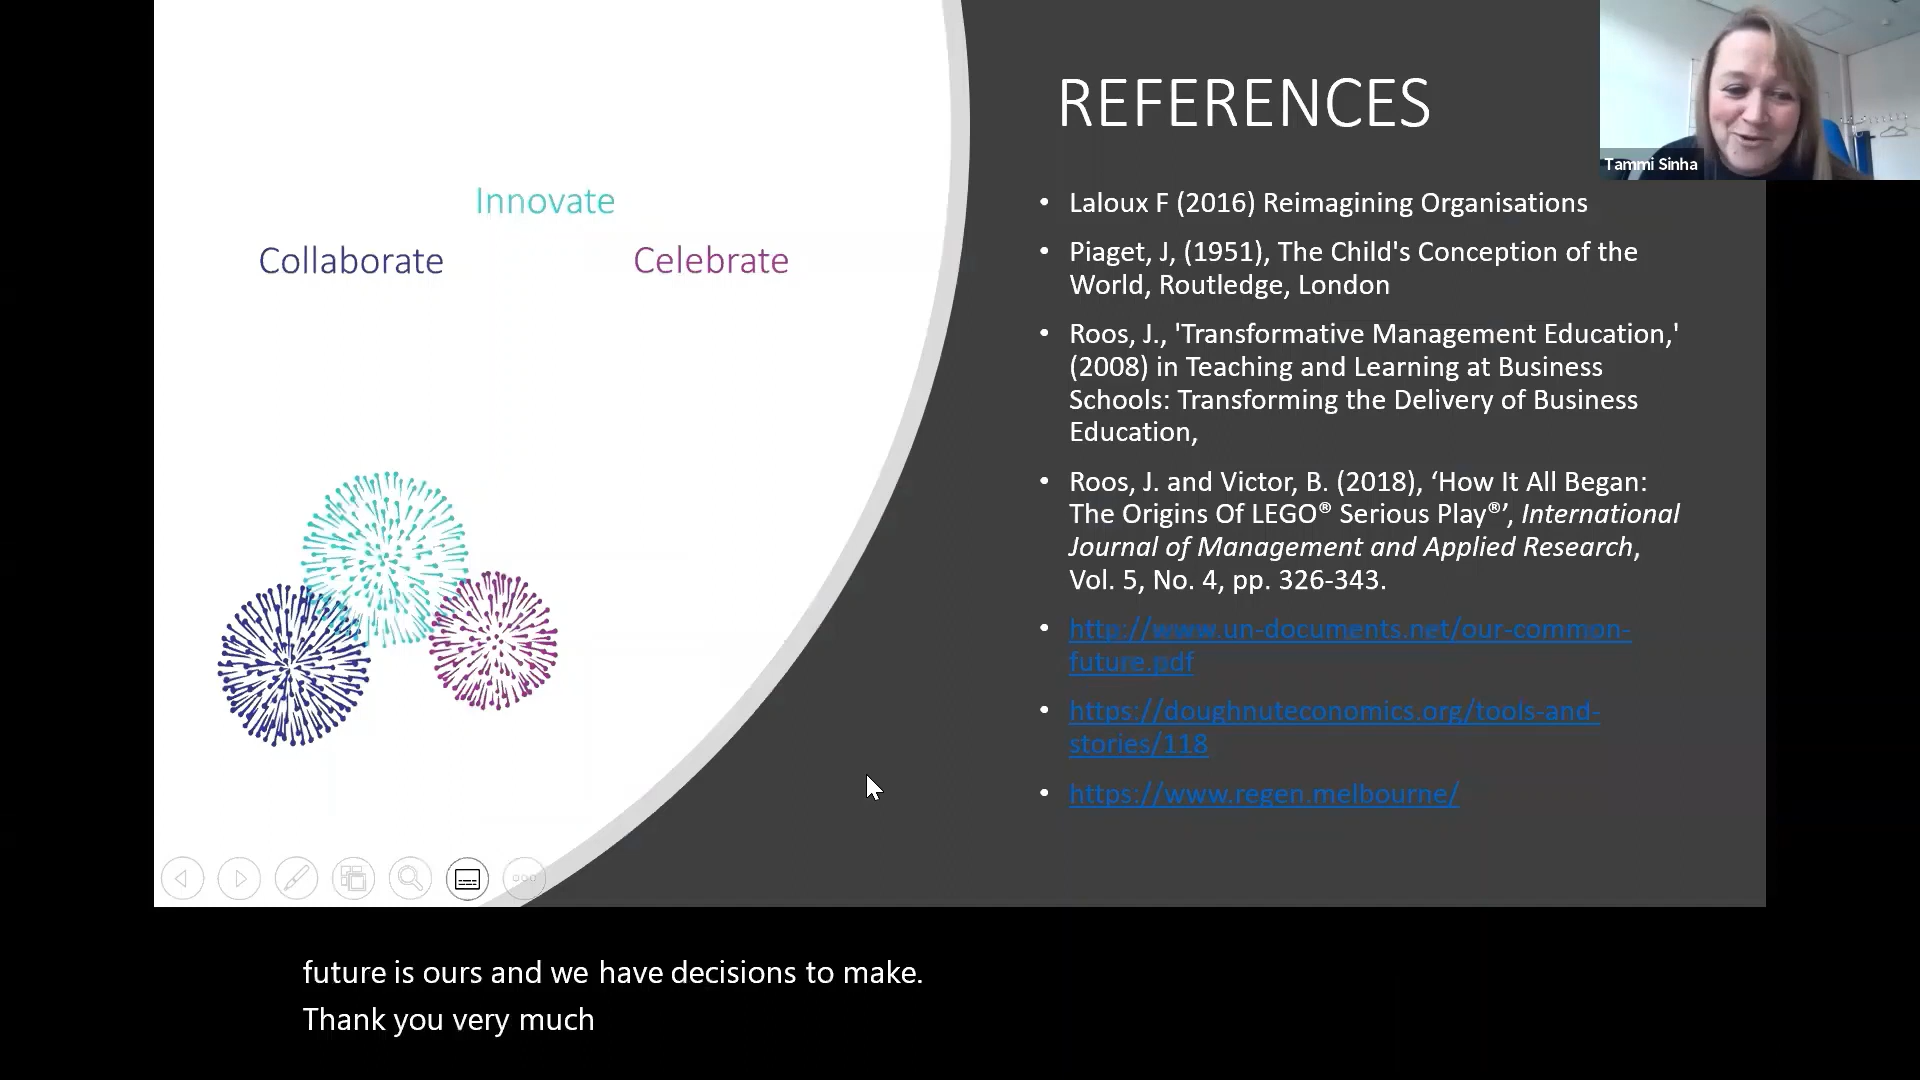 Innovate
Collaborate
Celebrate
REFERENCES
Tammi Sinha
• Laloux F (2016) Reimagining Organisations
• Piaget, J, (1951), The Child's Conception of the
World, Routledge, London
• Roos, J., 'Transformative Management Education,'
(2008) in Teaching and Learning at Business
Schools: Transforming the Delivery of Business
Education,
• Roos, J. and Victor, B. (2018), ‘How It All Began:
The Origins Of LEGO® Serious Play®’, International
Journal of Management and Applied Research,
Vol. 5, No. 4, pp. 326-343.
• http://www.un-documents.net/our-common-
future.pdf
• https://doughnuteconomics.org/tools-and-
stories/118
• https://www.regen.melbourne/
future is ours and we have decisions to make.
Thank you very much